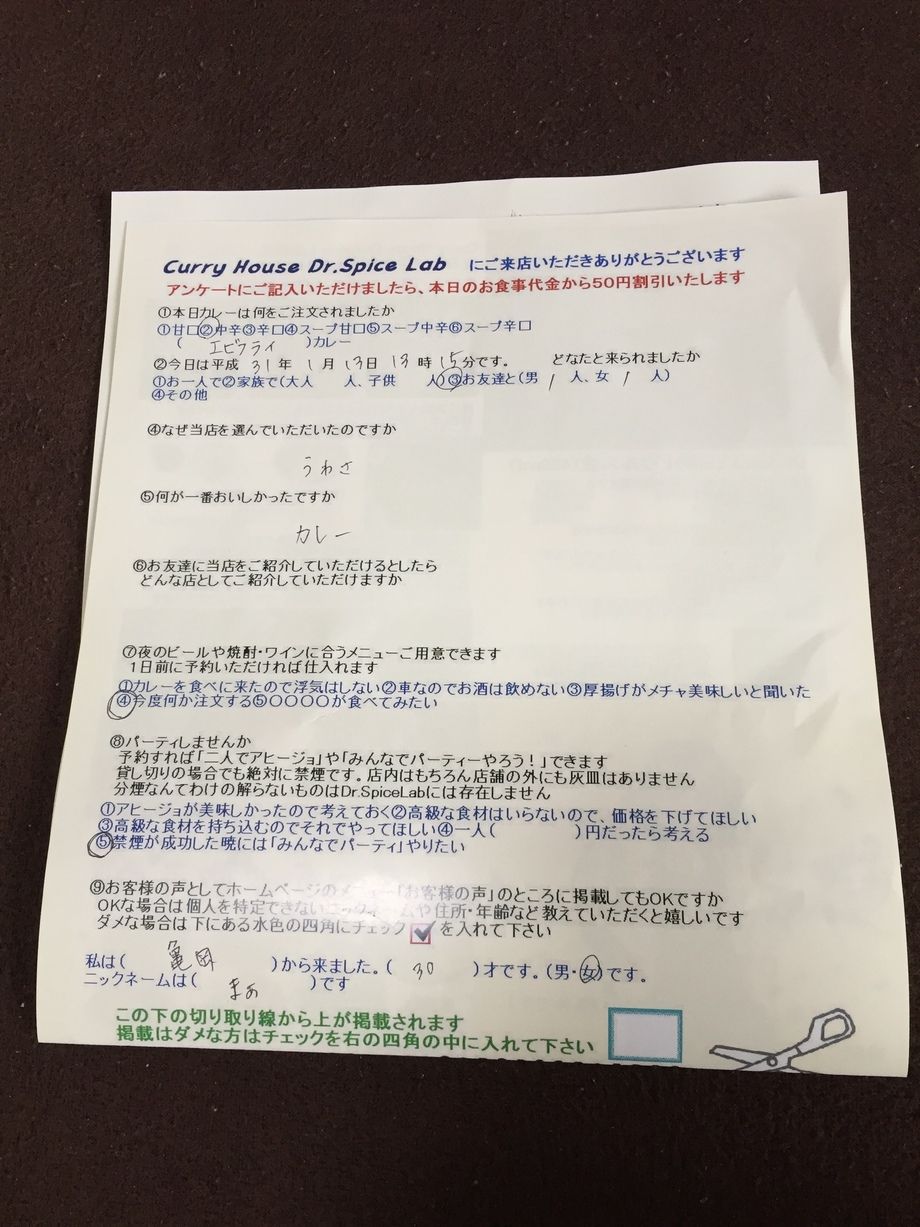 Curry House Dr.Spice Lab にご来店いただきありがとうございます
アンケートにご記入いただけましたら、本日のお食事代金から50円割引いたします
①本日カレーは何をご注文されましたか
①甘口②中辛③辛口④スープ甘口⑤スープ中辛⑥スープ辛口
( エビフライ )カレー
②今日は平成 31 年 1 月 13日 13 時 15分です。 どなたと来られましたか
①お一人で②家族で(大人 人、子供 人)③お友達と(男 1 人、女 1 人)
④その他
④なぜ当店を選んでいただいたのですか
うわさ
⑤何が一番おいしかったですか
カレー
⑥お友達に当店をご紹介していただけるとしたら
どんな店としてご紹介していただけますか
⑦夜のビールや焼酎・ワインに合うメニューご用意できます
1日前に予約いただければ仕入れます
①カレーを食べに来たので浮気はしない②車なのでお酒は飲めない③厚揚げがメチャ美味しいと聞いた
④今度何か注文する⑤〇〇〇〇が食べてみたい
⑧パーティしませんか
予約すれば「二人でアヒージョ」や「みんなでパーティーやろう!」できます
貸し切りの場合でも絶対に禁煙です。店内はもちろん店舗の外にも灰皿はありません
分煙なんてわけの解らないものはDr.SpiceLabには存在しません
①アヒージョが美味しかったので考えておく②高級な食材はいらないので、価格を下げてほしい
③高級な食材を持ち込むのでそれでやってほしい④一人( )円だったら考える
⑤禁煙が成功した暁には「みんなでパーティ」やりたい
⑨お客様の声としてホームページのメニュー「お客様の声」のところに掲載してもOKですか
OKな場合は個人を特定できないニックネームや住所・年齢など教えていただくと嬉しいです
ダメな場合は下にある水色の四角にチェック を入れて下さい
私は( 亀岡 )から来ました。( 30 )才です。(男・女)です。
ニックネームは( まぁ )です
この下の切り取り線から上が掲載されます
掲載はダメな方はチェックを右の四角の中に入れて下さい